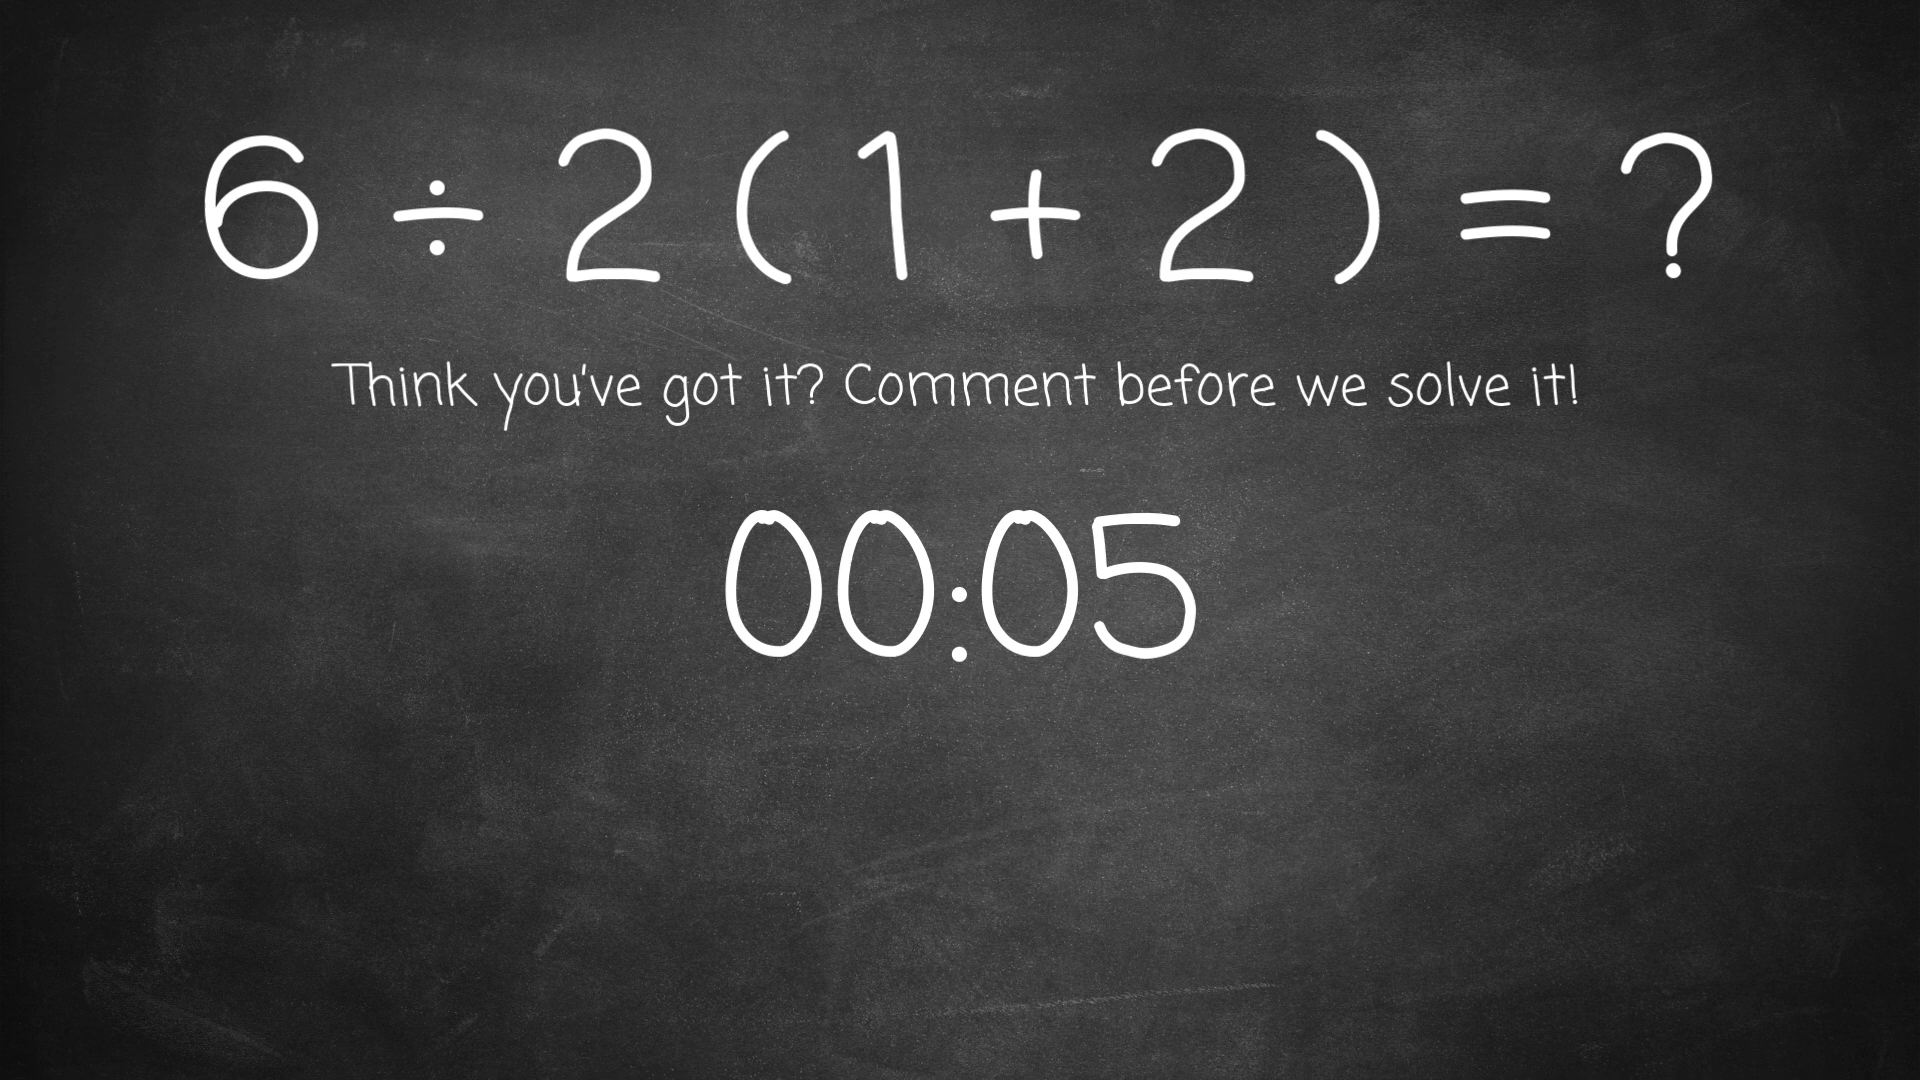 6 ÷ 2 ( 1 + 2 ) = ?
Think you've got it? Comment before we solve it!
00:05